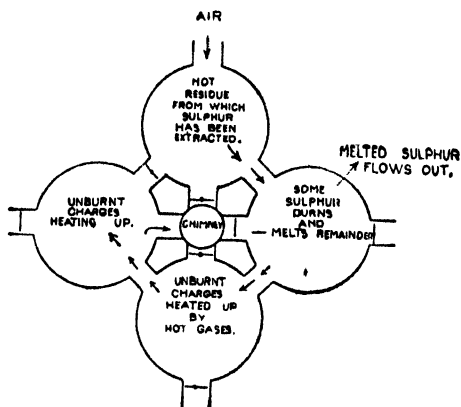 AIR
HOT
RESIDUE
FROM WHICH
SULPHUR
HAS BEEN
EXTRACTED.
MELTED SULPHUR
FLOWS OUT.
UNBURNT
CHARGES
HEATING UP.
CHIMNEY
SOME
SULPHUR
BURNS
AND
MELTS REMAINDER
UNBURNT
CHARGES
HEATED UP
BY
HOT GASES.